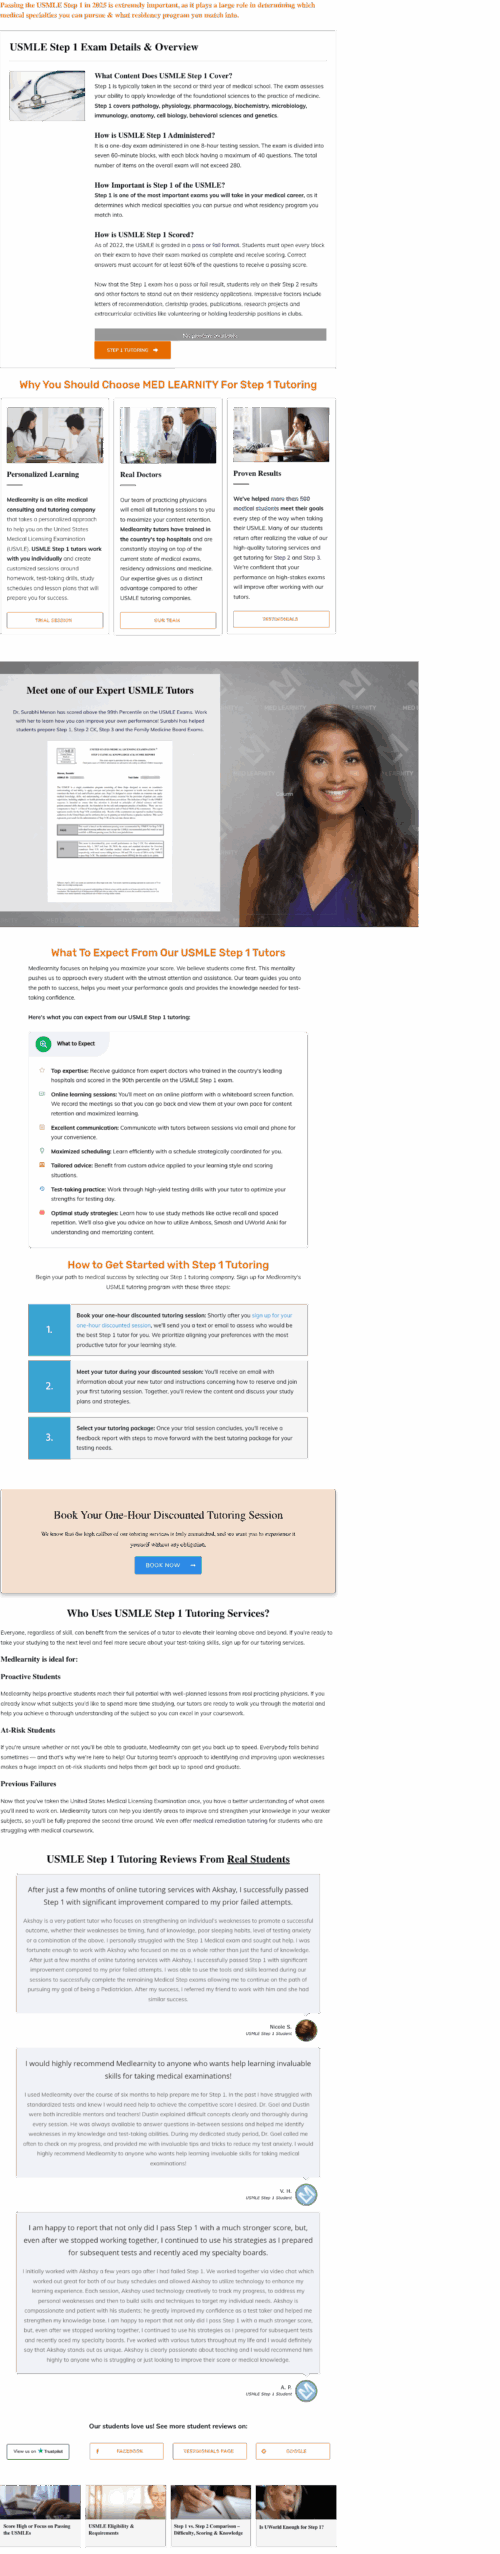 Passing the USMLE Step 1 in 2025 is extremely important, as it plays a large role in determining which
medical specialties you can pursue & what residency program you match into.
USMLE Step 1 Exam Details & Overview
What Content Does USMLE Step 1 Cover?
Step 1 is typically taken in the second or third year of medical school. The exam assesses
your ability to apply knowledge of the foundational sciences to the practice of medicine.
Step 1 covers pathology, physiology, pharmacology, biochemistry, microbiology,
immunology, anatomy, cell biology, behavioral sciences and genetics.
How is USMLE Step 1 Administered?
It is a one-day exam administered in one 8-hour testing session. The exam is divided into
seven 60-minute blocks, with each block having a maximum of 40 questions. The total
number of items on the overall exam will not exceed 280.
How Important is Step 1 of the USMLE?
Step 1 is one of the most important exams you will take in your medical career, as it
determines which medical specialties you can pursue and what residency program you
match into.
How is USMLE Step 1 Scored?
As of 2022, the USMLE is graded in a pass or fail format. Students must open every block
on their exam to have their exam marked as complete and receive scoring. Correct
answers must account for at least 60% of the questions to receive a passing score.
Now that the Step 1 exam has a pass or fail result, students rely on their Step 2 results
and other factors to stand out on their residency applications. Impressive factors include
letters of recommendation, clerkship grades, publications, research projects and
extracurricular activities like volunteering or holding leadership positions in clubs.
STEP 1 TUTORING
Why You Should Choose MED LEARNITY For Step 1 Tutoring
Personalized Learning
Medlearnity is an elite medical
consulting and tutoring company
that takes a personalized approach
to help you on the United States
Medical Licensing Examination
(USMLE). USMLE Step 1 tutors work
with you individually and create
customized sessions around
homework, test-taking drills, study
schedules and lesson plans that will
prepare you for success.
TRIAL SESSION
Real Doctors
Our team of practicing physicians
will email all tutoring sessions to you
to maximize your content retention.
Medlearnity tutors have trained in
the country's top hospitals and are
constantly staying on top of the
current state of medical exams,
residency admissions and medicine.
Our expertise gives us a distinct
advantage compared to other
USMLE tutoring companies.
OUR TEAM
Proven Results
We've helped more than 500
medical students meet their goals
every step of the way when taking
their USMLE. Many of our students
return after realizing the value of our
high-quality tutoring services and
get tutoring for Step 2 and Step 3.
We're confident that your
performance on high-stakes exams
will improve after working with our
tutors.
TESTIMONIALS
Meet one of our Expert USMLE Tutors
Dr. Surabhi Menon has scored above the 99th Percentile on the USMLE Exams. Work
with her to learn how you can improve your own performance! Surabhi has helped
students prepare Step 1, Step 2 CK, Step 3 and the Family Medicine Board Exams.
What To Expect From Our USMLE Step 1 Tutors
Medlearnity focuses on helping you maximize your score. We believe students come first. This mentality
pushes us to approach every student with the utmost attention and assistance. Our team guides you onto
the path to success, helps you meet your performance goals and provides the knowledge needed for test-
taking confidence.
Here's what you can expect from our USMLE Step 1 tutoring:
What to Expect
Top expertise: Receive guidance from expert doctors who trained in the country's leading
hospitals and scored in the 90th percentile on the USMLE Step 1 exam.
Online learning sessions: You'll meet on an online platform with a whiteboard screen function.
We record the meetings so that you can go back and view them at your own pace for content
retention and maximized learning.
Excellent communication: Communicate with tutors between sessions via email and phone for
your convenience.
Maximized scheduling: Learn efficiently with a schedule strategically coordinated for you.
Tailored advice: Benefit from custom advice applied to your learning style and scoring
situations.
Test-taking practice: Work through high-yield testing drills with your tutor to optimize your
strengths for testing day.
Optimal study strategies: Learn how to use study methods like active recall and spaced
repetition. We'll also give you advice on how to utilize Amboss, Smash and UWorld Anki for
understanding and memorizing content.
How to Get Started with Step 1 Tutoring
Begin your path to medical success by selecting our Step 1 tutoring company. Sign up for Medlearnity's
USMLE tutoring program with these three steps:
1.
Book your one-hour discounted tutoring session: Shortly after you sign up for your
one-hour discounted session, we'll send you a text or email to assess who would be
the best Step 1 tutor for you. We prioritize aligning your preferences with the most
productive tutor for your learning style.
2.
Meet your tutor during your discounted session: You'll receive an email with
information about your new tutor and instructions concerning how to reserve and join
your first tutoring session. Together, you'll review the content and discuss your study
plans and strategies.
3.
Select your tutoring package: Once your trial session concludes, you'll receive a
feedback report with steps to move forward with the best tutoring package for your
testing needs.
Book Your One-Hour Discounted Tutoring Session
We know that the high caliber of our tutoring services is truly unmatched, and we want you to experience it
yourself without any obligation.
BOOK NOW
Who Uses USMLE Step 1 Tutoring Services?
Everyone, regardless of skill, can benefit from the services of a tutor to elevate their learning above and beyond. If you're ready to
take your studying to the next level and feel more secure about your test-taking skills, sign up for our tutoring services.
Medlearnity is ideal for:
Proactive Students
Medlearnity helps proactive students reach their full potential with well-planned lessons from real practicing physicians. If you
already know what subjects you'd like to spend more time studying, our tutors are ready to walk you through the material and
help you achieve a thorough understanding of the subject so you can excel in your coursework.
At-Risk Students
If you're unsure whether or not you'll be able to graduate, Medlearnity can get you back up to speed. Everybody falls behind
sometimes — and that's why we're here to help! Our tutoring team's approach to identifying and improving upon weaknesses
makes a huge impact on at-risk students and helps them get back up to speed and graduate.
Previous Failures
Now that you've taken the United States Medical Licensing Examination once, you have a better understanding of what areas
you'll need to work on. Medlearnity tutors can help you identify areas to improve and strengthen your knowledge in your weaker
subjects, so you'll be fully prepared the second time around. We even offer medical remediation tutoring for students who are
struggling with medical coursework.
USMLE Step 1 Tutoring Reviews From Real Students
After just a few months of online tutoring services with Akshay, I successfully passed
Step 1 with significant improvement compared to my prior failed attempts.
Akshay is a very patient tutor who focuses on strengthening an individual's weaknesses to promote a successful
outcome, whether their weaknesses be timing, fund of knowledge, poor sleeping habits, level of testing anxiety
or a combination of the above. I personally struggled with the Step 1 Medical exam and sought out help. I was
fortunate enough to work with Akshay who focused on me as a whole rather than just the fund of knowledge.
After just a few months of online tutoring services with Akshay, I successfully passed Step 1 with significant
improvement compared to my prior failed attempts. I was able to use the tools and skills learned during our
sessions to successfully complete the remaining Medical Step exams allowing me to continue on the path of
pursuing my goal of being a Pediatrician. After my success, I referred my friend to work with him and she had
similar success.
Nicole S.
USMLE Step 1 Student
I would highly recommend Medlearnity to anyone who wants help learning invaluable
skills for taking medical examinations!
I used Medlearnity over the course of six months to help prepare me for Step 1. In the past I have struggled with
standardized tests and knew I would need help to achieve the competitive score I desired. Dr. Goel and Dustin
were both incredible mentors and teachers! Dustin explained difficult concepts clearly and thoroughly during
every session. He was always available to answer questions in-between sessions and helped me identify
weaknesses in my knowledge and test-taking abilities. During my dedicated study period, Dr. Goel called me
often to check on my progress, and provided me with invaluable tips and tricks to reduce my test anxiety. I would
highly recommend Medlearnity to anyone who wants help learning invaluable skills for taking medical
examinations!
V. H.
USMLE Step 1 Student
I am happy to report that not only did I pass Step 1 with a much stronger score, but,
even after we stopped working together, I continued to use his strategies as I prepared
for subsequent tests and recently aced my specialty boards.
I initially worked with Akshay a few years ago after I had failed Step 1. We worked together via video chat which
worked out great for both of our busy schedules and allowed Akshay to utilize technology to enhance my
learning experience. Each session, Akshay used technology creatively to track my progress, to address my
personal weaknesses and then to build skills and techniques to target my individual needs. Akshay is
compassionate and patient with his students, he greatly improved my confidence as a test taker and helped me
strengthen my knowledge base. I am happy to report that not only did I pass Step 1 with a much stronger score,
but, even after we stopped working together, I continued to use his strategies as I prepared for subsequent tests
and recently aced my specialty boards. I've worked with various tutors throughout my life and I would definitely
say that Akshay stands out as unique. Akshay is clearly passionate about teaching and I would recommend him
highly to anyone who is struggling or just looking to improve their score or medical knowledge.
A. P.
USMLE Step 1 Student
Our students love us! See more student reviews on:
View us on Trustpilot
FACEBOOK
TESTIMONIALS PAGE
GOOGLE
Score High or Focus on Passing
the USMLEs
USMLE Eligibility &
Requirements
Step 1 vs. Step 2 Comparison –
Difficulty, Scoring & Knowledge
Is UWorld Enough for Step 1?